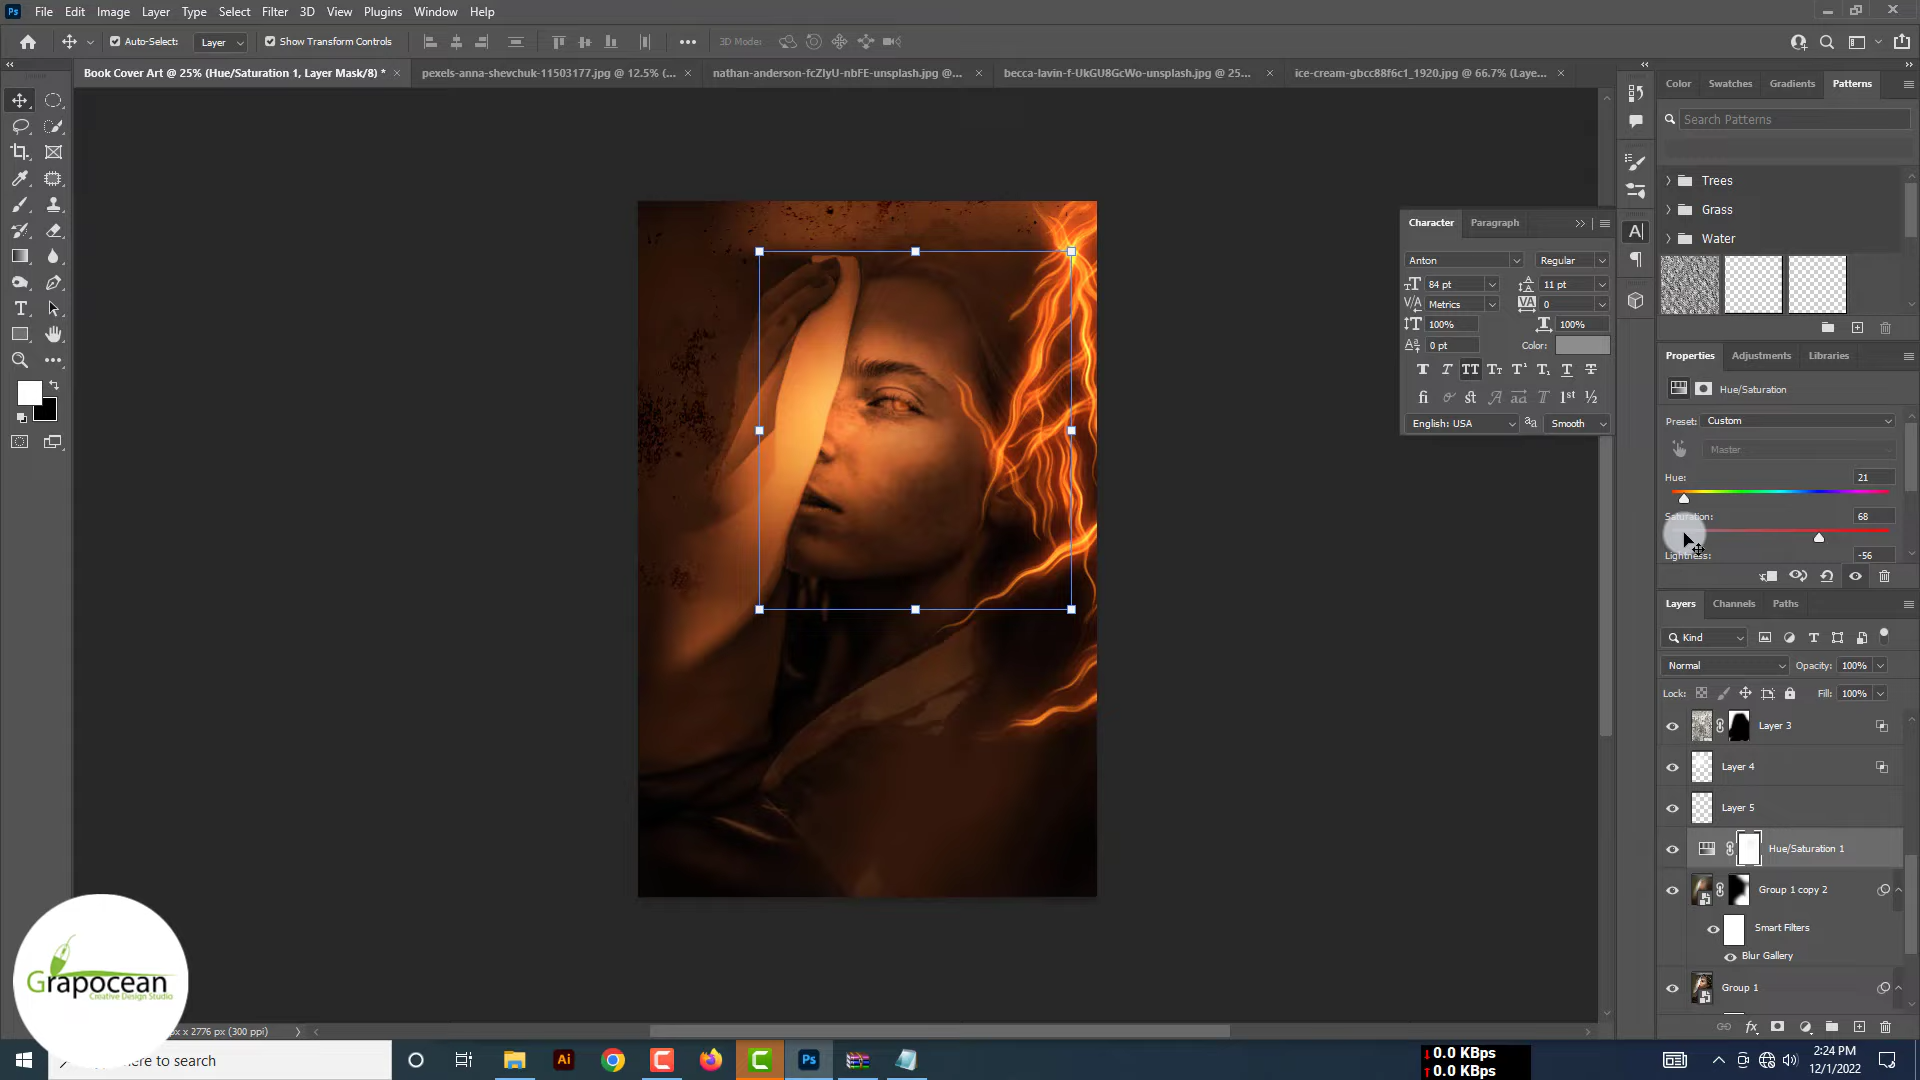 File Edit Image Layer Type Select Filter 3D View Plugins Window Help
Auto-Select: Layer Show Transform Controls 3D Mode:
Book Cover Art @ 25% (Hue/Saturation 1, Layer Mask/8) * pexels-anna-shevchuk-11503177.jpg @ 12.5% (... nathan-anderson-fcZlyU-nbFE-unsplash.jpg @... becca-lavin-f-UkGU8GcWo-unsplash.jpg @ 25... ice-cream-gbcc88f6c1_1920.jpg @ 66.7% (Laye...
Color Swatches Gradients Patterns
Search Patterns
Trees
Grass
Water
Character Paragraph
Anton Regular
84 pt 11 pt
Metrics 0
100% 100%
0 pt Color:
English: USA Smooth
Properties Adjustments Libraries
Hue/Saturation
Preset: Custom
Master
Hue: 21
Saturation: 68
Lightness: -56
Layers Channels Paths
Kind
Normal Opacity: 100%
Lock: Fill: 100%
Layer 3
Layer 4
Layer 5
Hue/Saturation 1
Group 1 copy 2
Smart Filters
Blur Gallery
Group 1
Grapocean
Creative Design Studio
px x 2776 px (300 ppi)
here to search
0.0 KBps
0.0 KBps
2:24 PM
12/1/2022